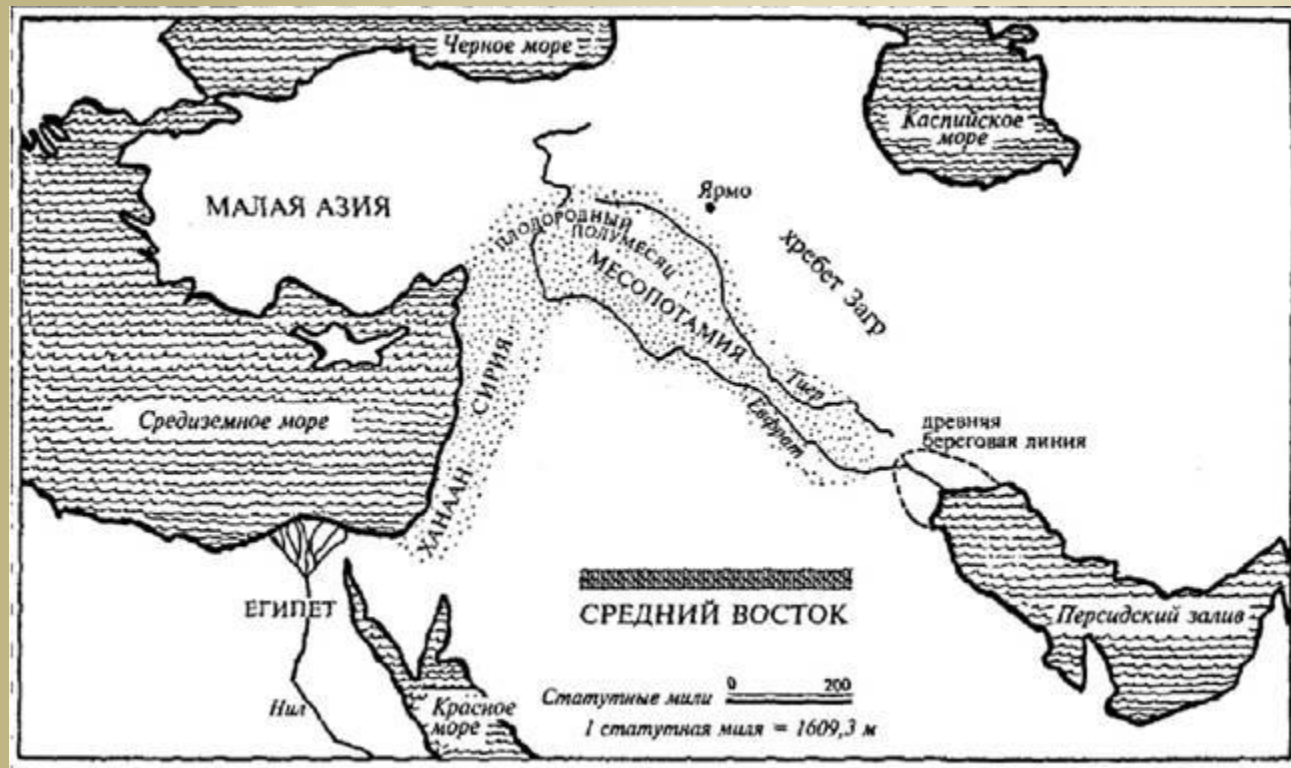 Черное море
Каспийское
море
МАЛАЯ АЗИЯ
Ярмо
ПЛОДОРОДНЫЙ
ПОЛУМЕСЯЦ
хребет Загр
МЕСОПОТАМИЯ
СИРИЯ
Тигр
Евфрат
Средиземное море
древняя
береговая линия
ХАНААН
ЕГИПЕТ
СРЕДНИЙ ВОСТОК
Персидский залив
Нил
Красное
море
Статутные мили 0 200
1 статутная миля = 1609,3 м